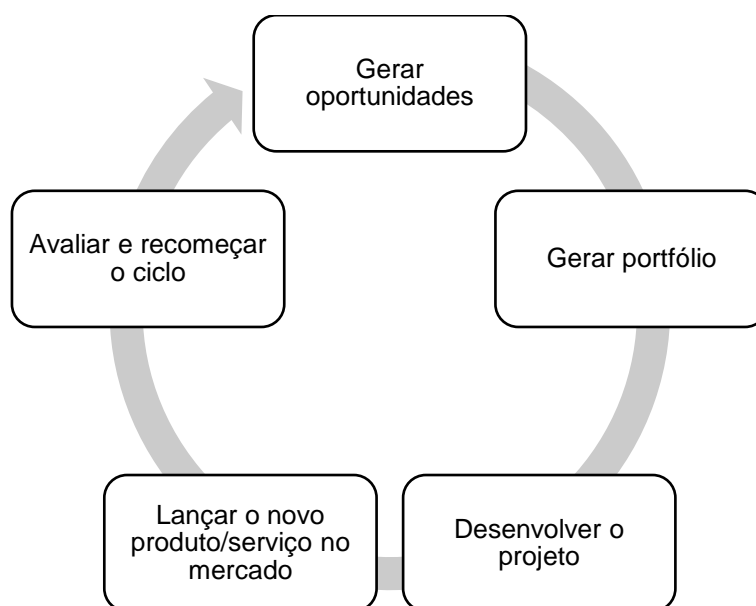 Gerar
oportunidades
Gerar portfólio
Desenvolver o
projeto
Lançar o novo
produto/serviço no
mercado
Avaliar e recomeçar
o ciclo